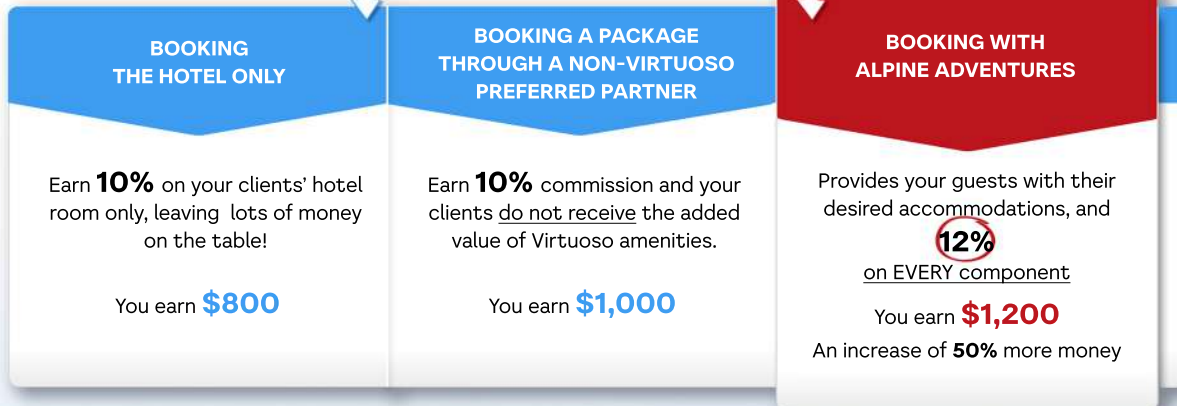 BOOKING
THE HOTEL ONLY
Earn 10% on your clients’ hotel
room only, leaving lots of money
on the table!
You earn $800
BOOKING A PACKAGE
THROUGH A NON-VIRTUOSO
PREFERRED PARTNER
Earn 10% commission and your
clients do not receive the added
value of Virtuoso amenities.
You earn $1,000
BOOKING WITH
ALPINE ADVENTURES
Provides your guests with their
desired accommodations, and
12%
on EVERY component
You earn $1,200
An increase of 50% more money